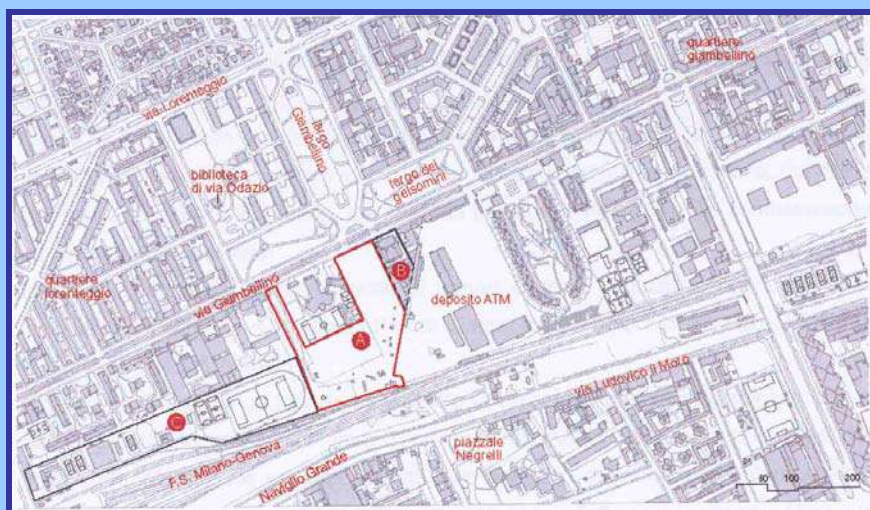 quartiere
giambellino
via Lorenteggio
largo
Giambellino
biblioteca
di via Odazio
largo dei
gelsomini
quartiere
lorenteggio
via Giambellino
B
deposito ATM
A
via Ludovico il Moro
C
F.S. Milano-Genova
piazzale
Negrelli
Naviglio Grande
50 100 200